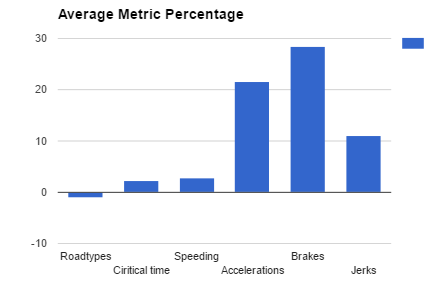 Average Metric Percentage
30
20
10
0
-10
Roadtypes
Ciritical time
Speeding
Accelerations
Brakes
Jerks